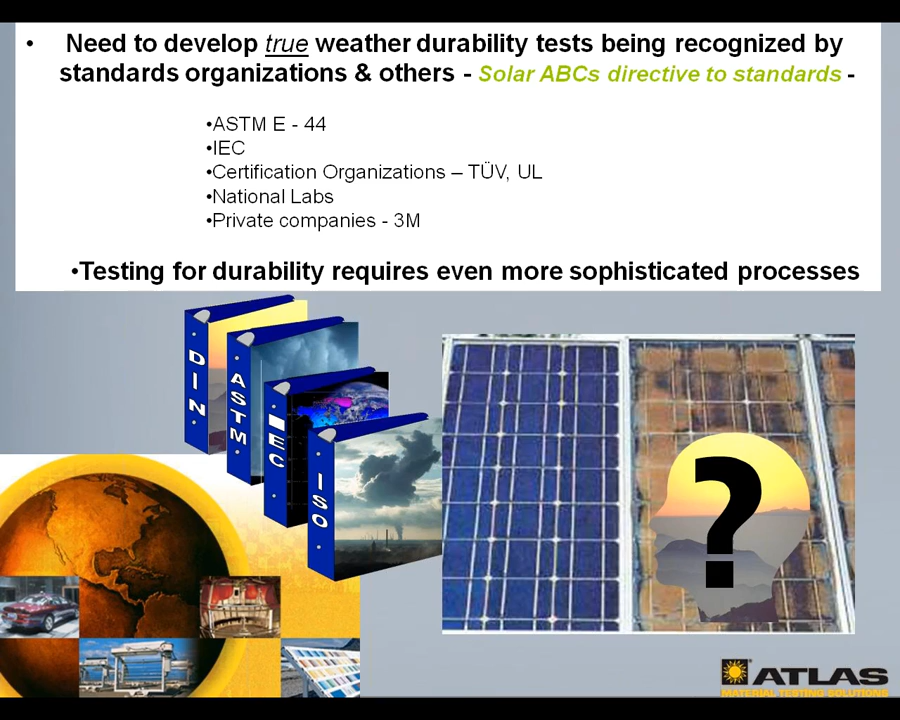 • Need to develop true weather durability tests being recognized by
standards organizations & others - Solar ABCs directive to standards -
•ASTM E - 44
•IEC
•Certification Organizations – TÜV, UL
•National Labs
•Private companies - 3M
•Testing for durability requires even more sophisticated processes
DIN
ASTM
IEC
ISO
?
ATLAS
MATERIAL TESTING SOLUTIONS